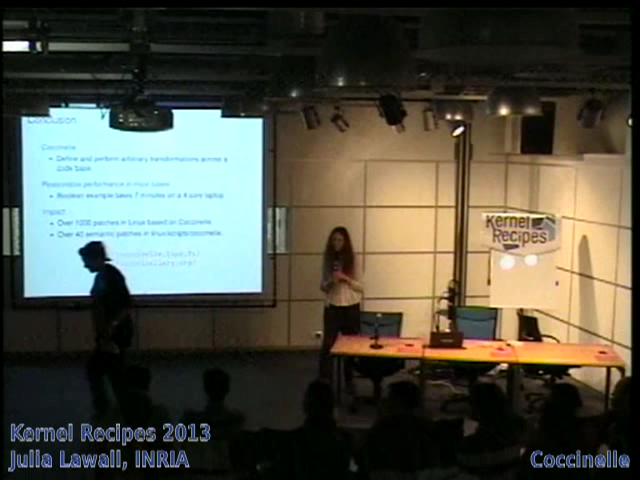 Conclusion
Coccinelle
Define and perform arbitrary transformations across a
code base.
Reasonable performance in most cases
Boolean example takes 7 minutes on a 4 core laptop
Impact
Over 1000 patches in Linux based on Coccinelle
Over 40 semantic patches in linux/scripts/coccinelle.
Kernel
Recipes
Kernel Recipes 2013
Julia Lawall, INRIA
Coccinelle